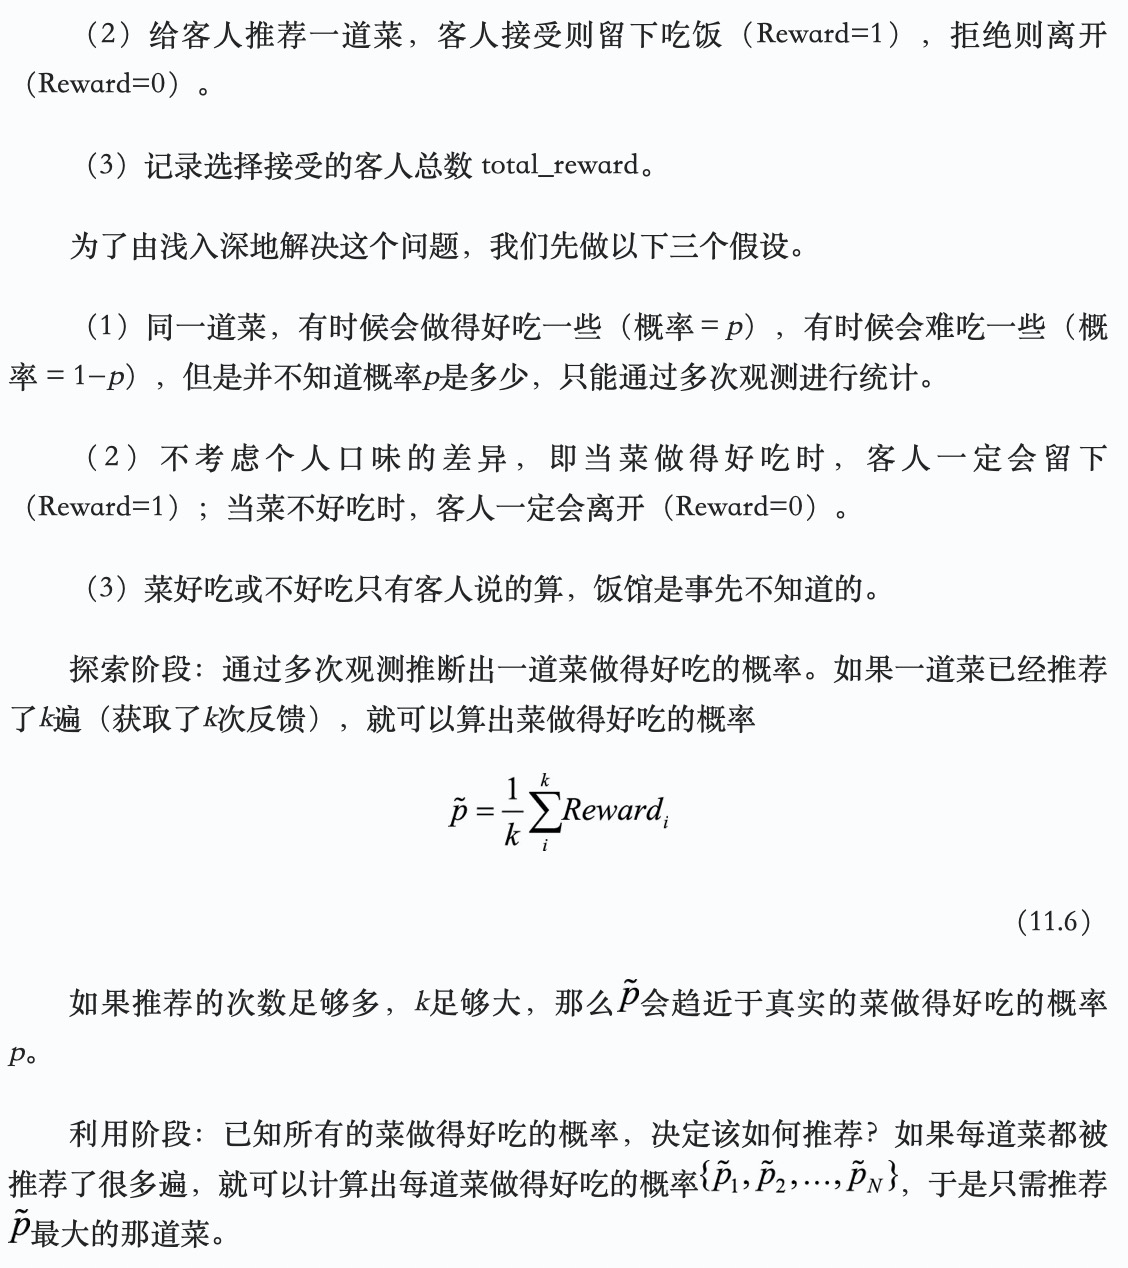 （2）给客人推荐一道菜，客人接受则留下吃饭（Reward=1），拒绝则离开
（Reward=0）。
（3）记录选择接受的客人总数 total_reward。
为了由浅入深地解决这个问题，我们先做以下三个假设。
（1）同一道菜，有时候会做得好吃一些（概率 = p），有时候会难吃一些（概
率 = 1−p），但是并不知道概率p是多少，只能通过多次观测进行统计。
（2）不考虑个人口味的差异，即当菜做得好吃时，客人一定会留下
（Reward=1）；当菜不好吃时，客人一定会离开（Reward=0）。
（3）菜好吃或不好吃只有客人说的算，饭馆是事先不知道的。
探索阶段：通过多次观测推断出一道菜做得好吃的概率。如果一道菜已经推荐
了k遍（获取了k次反馈），就可以算出菜做得好吃的概率
p̃ = 1/k ∑_i^k Reward_i
（11.6）
如果推荐的次数足够多，k足够大，那么p̃会趋近于真实的菜做得好吃的概率
p。
利用阶段：已知所有的菜做得好吃的概率，决定该如何推荐？如果每道菜都被
推荐了很多遍，就可以计算出每道菜做得好吃的概率{p̃₁, p̃₂,…, p̃_N}，于是只需推荐
p̃最大的那道菜。